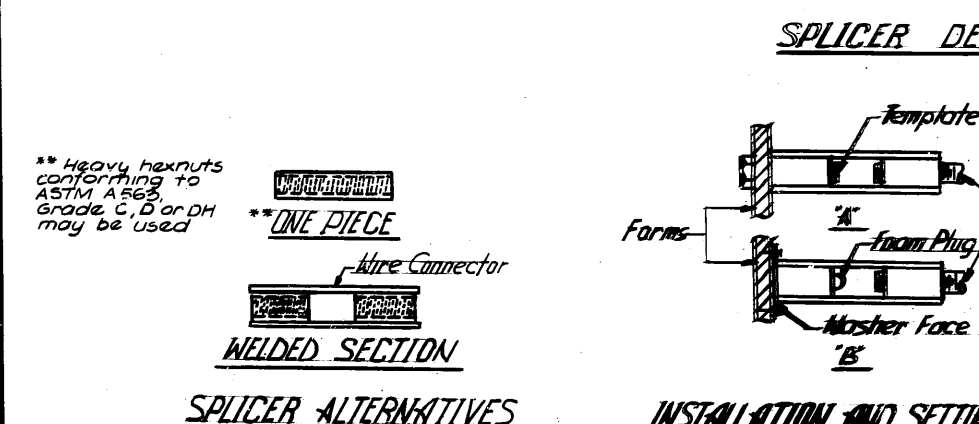 SPLICER DE
Template
** Heavy hexnuts
conforming to
ASTM A563,
Grade C, D or DH
may be used
** ONE PIECE
"A"
Forms
Foam Plug
Wire Connector
Washer Face
WELDED SECTION
"B"
SPLICER ALTERNATIVES
INSTALLATION AND SETTIN